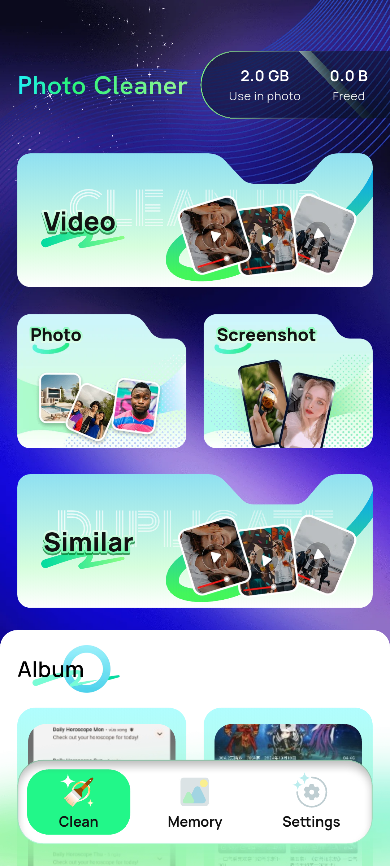 Photo Cleaner
2.0 GB
Use in photo
0.0 B
Freed
CLEAN UP
Video
Photo
Screenshot
DUPLICATE
Similar
Album
Daily Horoscope Mon
Check out your horoscope for today!
Clean
Memory
Settings